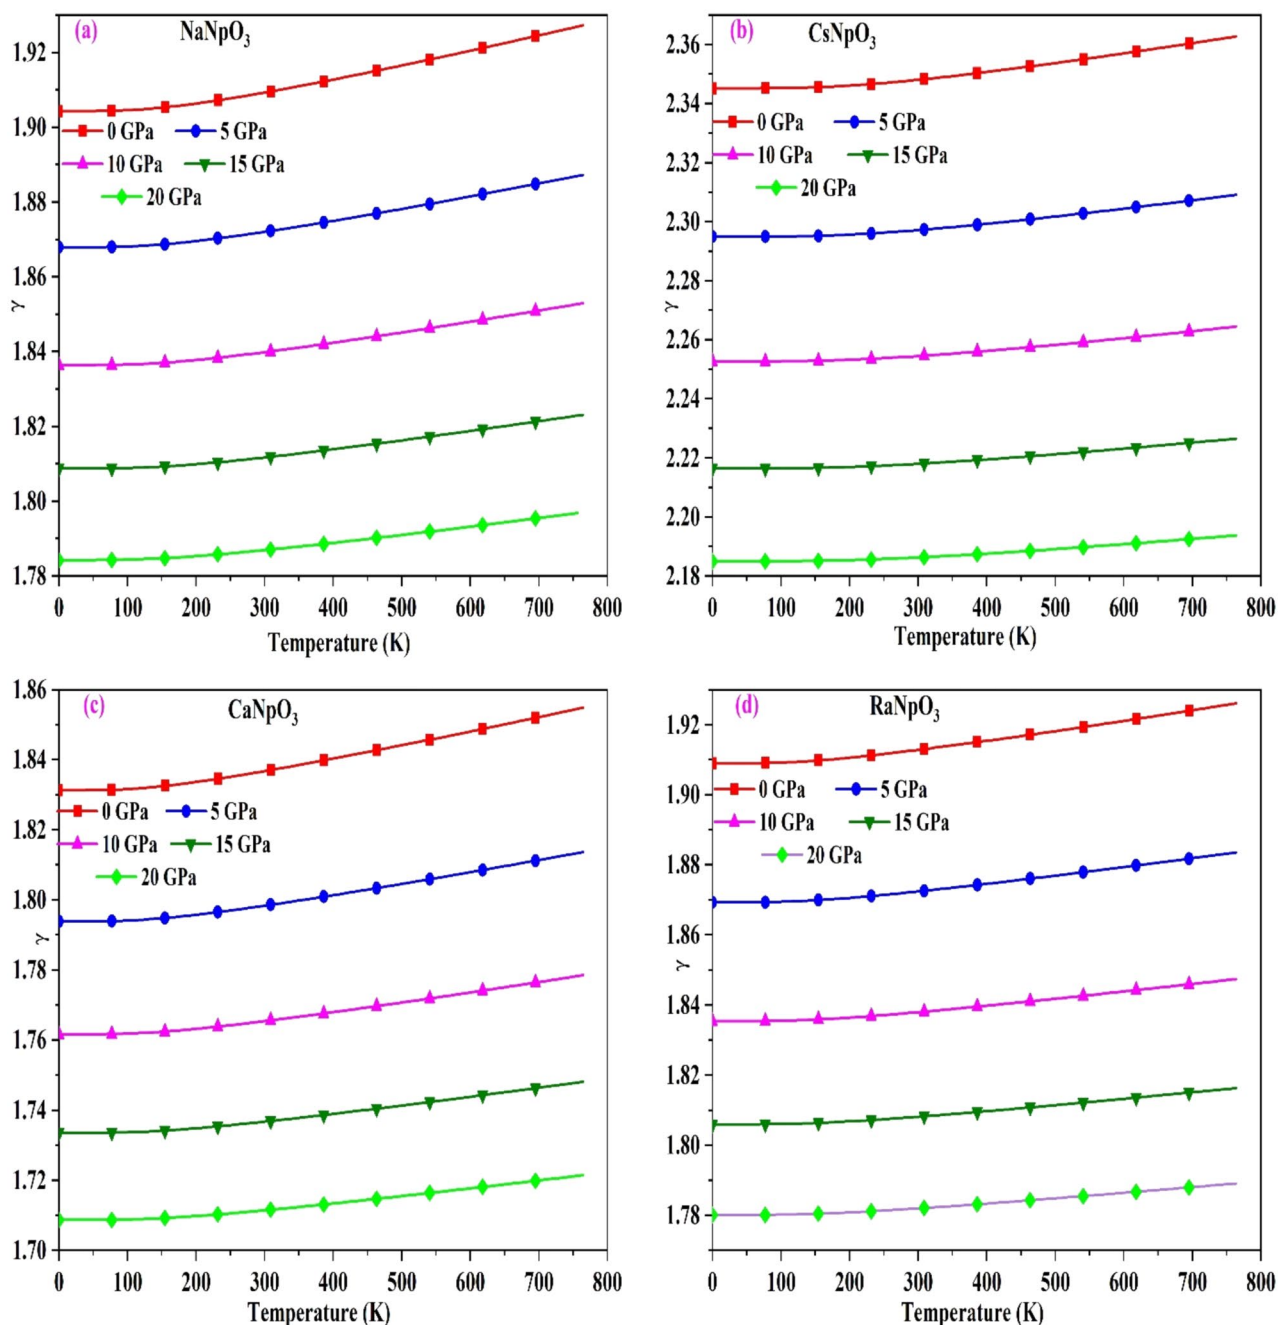 (a) NaNpO3
1.92
1.90
1.88
1.86
1.84
1.82
1.80
1.78
γ
0 GPa 5 GPa
10 GPa 15 GPa
20 GPa
0 100 200 300 400 500 600 700 800
Temperature (K)
(b) CsNpO3
2.36
2.34
2.32
2.30
2.28
2.26
2.24
2.22
2.20
2.18
γ
0 GPa 5 GPa
10 GPa 15 GPa
20 GPa
0 100 200 300 400 500 600 700 800
Temperature (K)
(c) CaNpO3
1.86
1.84
1.82
1.80
1.78
1.76
1.74
1.72
1.70
γ
0 GPa 5 GPa
10 GPa 15 GPa
20 GPa
0 100 200 300 400 500 600 700 800
Temperature (K)
(d) RaNpO3
1.92
1.90
1.88
1.86
1.84
1.82
1.80
1.78
γ
0 GPa 5 GPa
10 GPa 15 GPa
20 GPa
0 100 200 300 400 500 600 700 800
Temperature (K)